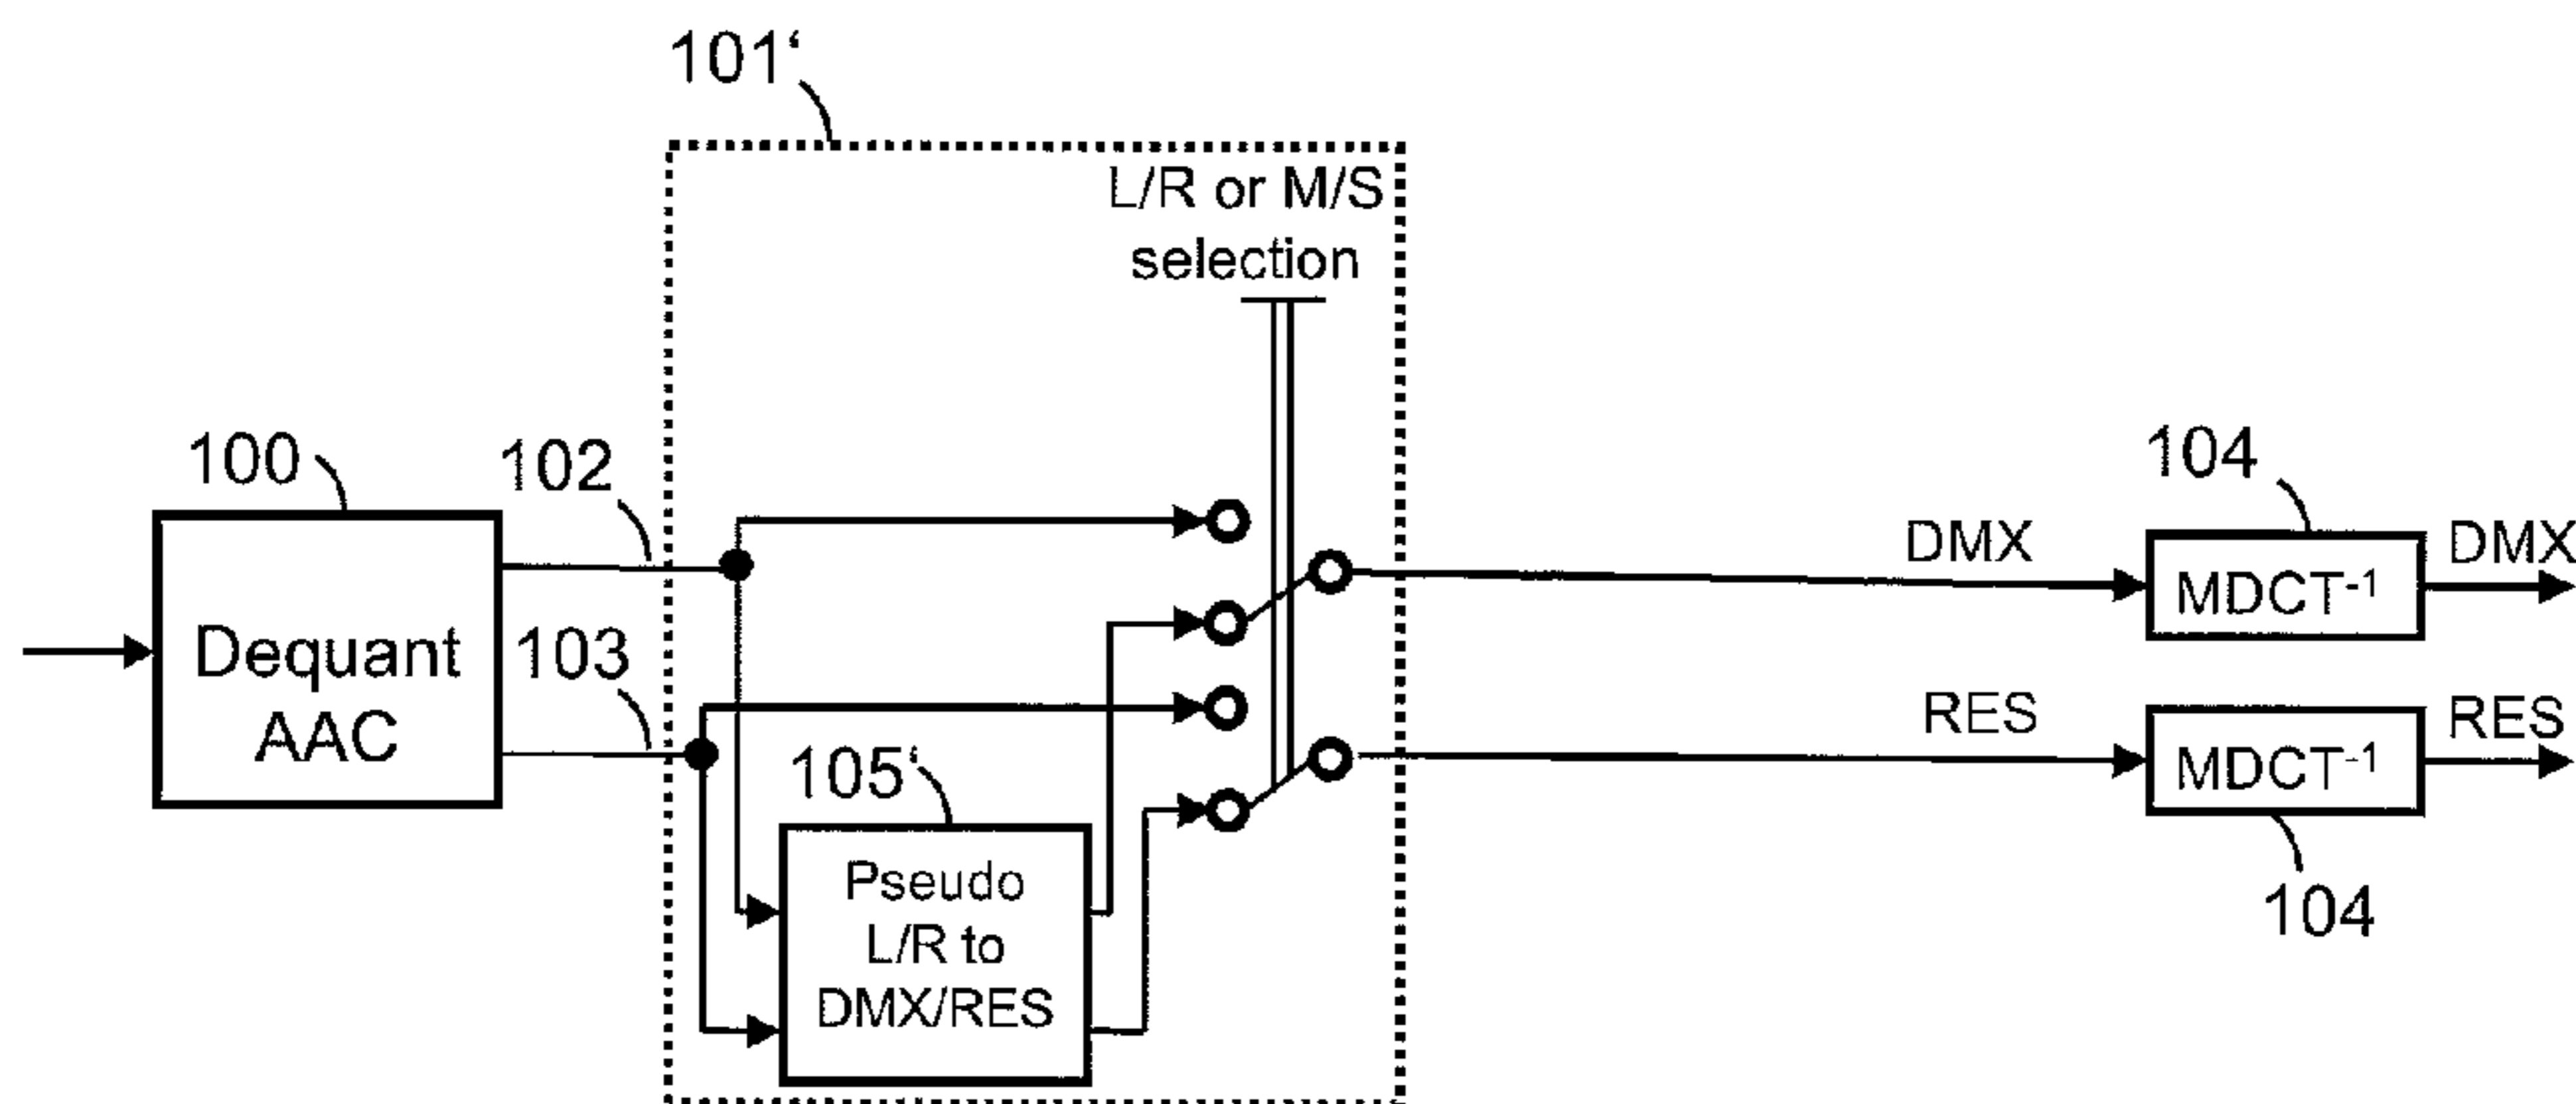 101‘
L/R or M/S
selection
100
102
103
Dequant
AAC
105‘
Pseudo
L/R to
DMX/RES
DMX
RES
104
MDCT-1
DMX
MDCT-1
RES
104